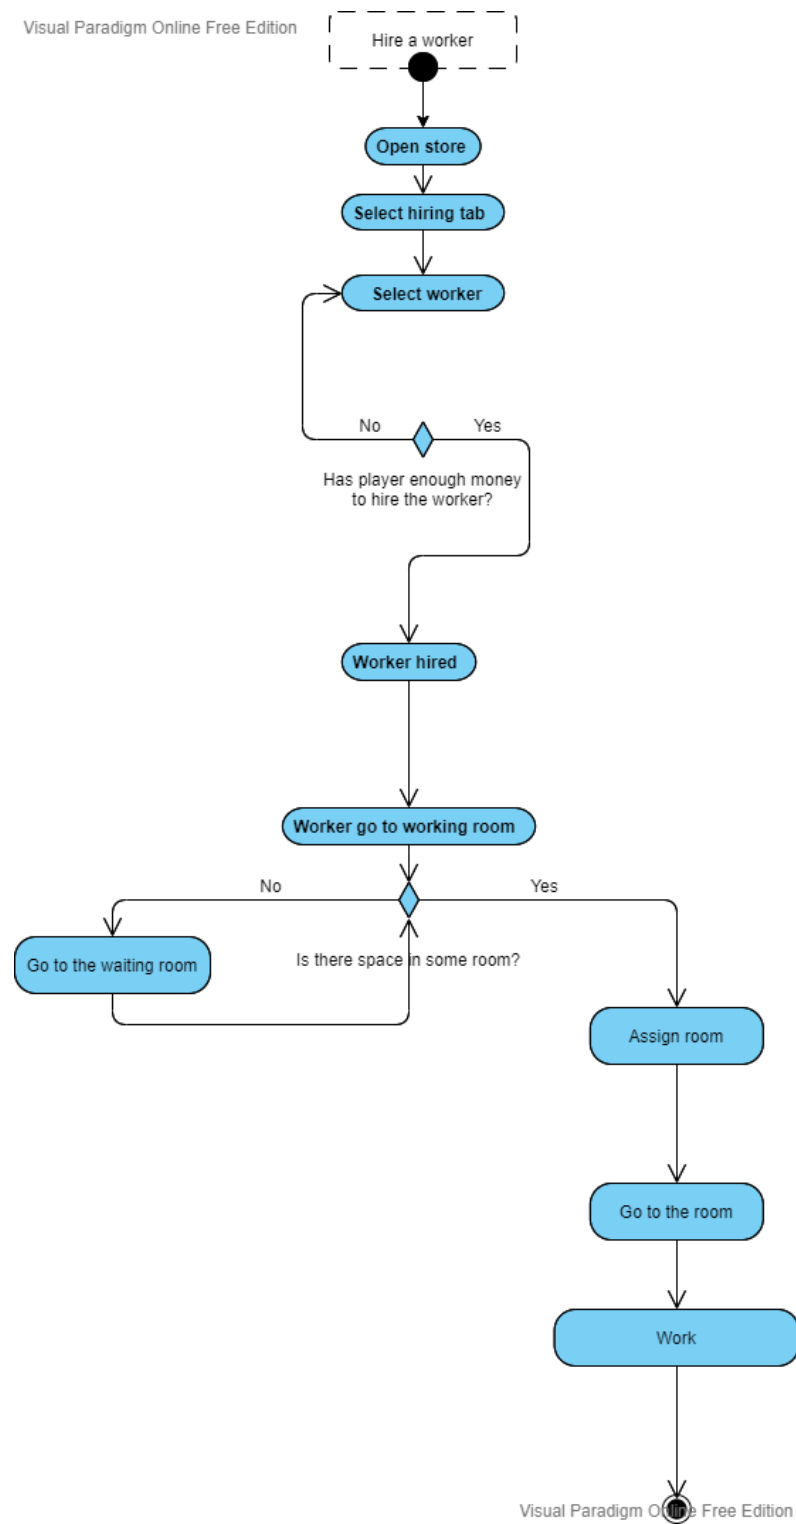 Visual Paradigm Online Free Edition
Hire a worker
Open store
Select hiring tab
Select worker
No
Yes
Has player enough money
to hire the worker?
Worker hired
Worker go to working room
No
Yes
Go to the waiting room
Is there space in some room?
Assign room
Go to the room
Work
Visual Paradigm Online Free Edition